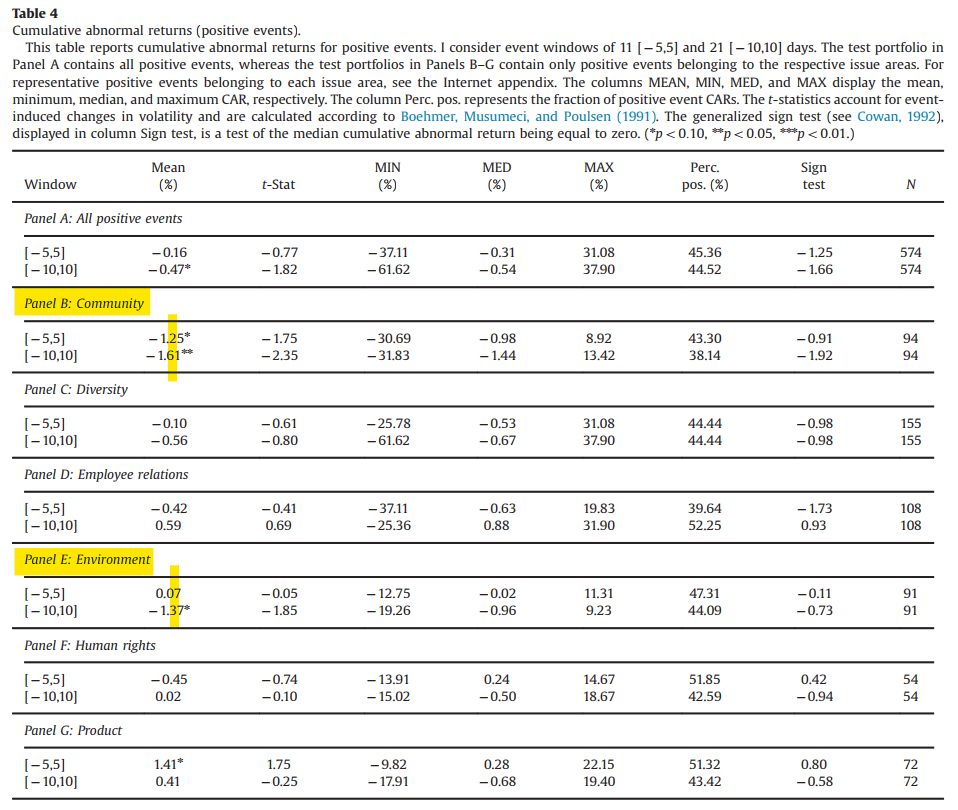 Table 4
Cumulative abnormal returns (positive events).
This table reports cumulative abnormal returns for positive events. I consider event windows of 11 [−5,5] and 21 [−10,10] days. The test portfolio in
Panel A contains all positive events, whereas the test portfolios in Panels B–G contain only positive events belonging to the respective issue areas. For
representative positive events belonging to each issue area, see the Internet appendix. The columns MEAN, MIN, MED, and MAX display the mean,
minimum, median, and maximum CAR, respectively. The column Perc. pos. represents the fraction of positive event CARs. The t-statistics account for event-
induced changes in volatility and are calculated according to Boehmer, Musumeci, and Poulsen (1991). The generalized sign test (see Cowan, 1992),
displayed in column Sign test, is a test of the median cumulative abnormal return being equal to zero. (*p<0.10, **p<0.05, ***p<0.01.)
Window Mean (%) t-Stat MIN (%) MED (%) MAX (%) Perc. pos. (%) Sign test N
Panel A: All positive events
[−5,5] −0.16 −0.77 −37.11 −0.31 31.08 45.36 −1.25 574
[−10,10] −0.47* −1.82 −61.62 −0.54 37.90 44.52 −1.66 574
Panel B: Community
[−5,5] −1.25* −1.75 −30.69 −0.98 8.92 43.30 −0.91 94
[−10,10] −1.61** −2.35 −31.83 −1.44 13.42 38.14 −1.92 94
Panel C: Diversity
[−5,5] −0.10 −0.61 −25.78 −0.53 31.08 44.44 −0.98 155
[−10,10] −0.56 −0.80 −61.62 −0.67 37.90 44.44 −0.98 155
Panel D: Employee relations
[−5,5] −0.42 −0.41 −37.11 −0.63 19.83 39.64 −1.73 108
[−10,10] 0.59 0.69 −25.36 0.88 31.90 52.25 0.93 108
Panel E: Environment
[−5,5] 0.07 −0.05 −12.75 −0.02 11.31 47.31 −0.11 91
[−10,10] −1.37* −1.85 −19.26 −0.96 9.23 44.09 −0.73 91
Panel F: Human rights
[−5,5] −0.45 −0.74 −13.91 0.24 14.67 51.85 0.42 54
[−10,10] 0.02 −0.10 −15.02 −0.50 18.67 42.59 −0.94 54
Panel G: Product
[−5,5] 1.41* 1.75 −9.82 0.28 22.15 51.32 0.80 72
[−10,10] 0.41 −0.25 −17.91 −0.68 19.40 43.42 −0.58 72